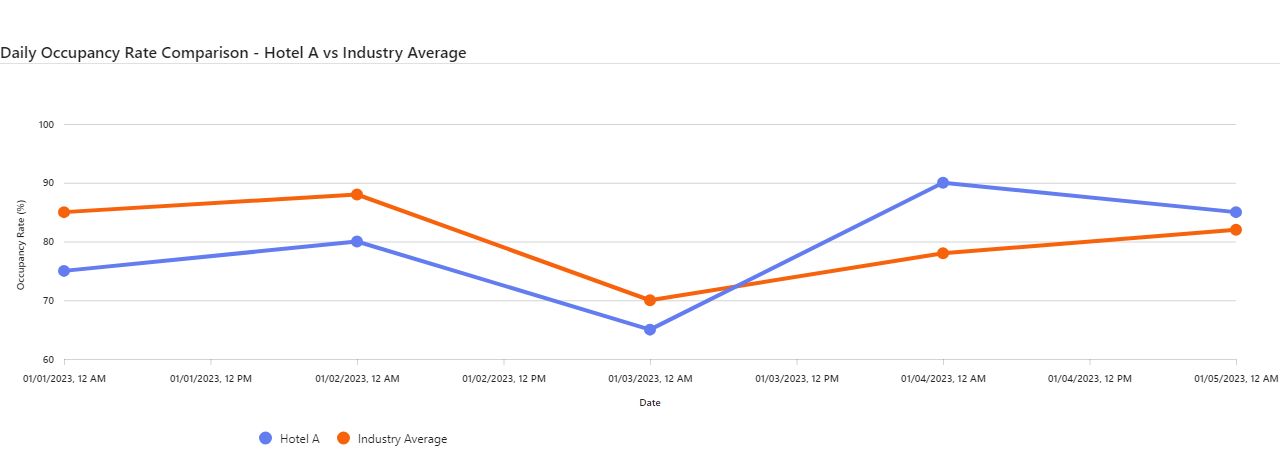 Daily Occupancy Rate Comparison - Hotel A vs Industry Average
100
90
80
70
60
Occupancy Rate (%)
01/01/2023, 12 AM 01/01/2023, 12 PM 01/02/2023, 12 AM 01/02/2023, 12 PM 01/03/2023, 12 AM 01/03/2023, 12 PM 01/04/2023, 12 AM 01/04/2023, 12 PM 01/05/2023, 12 AM
Date
Hotel A Industry Average